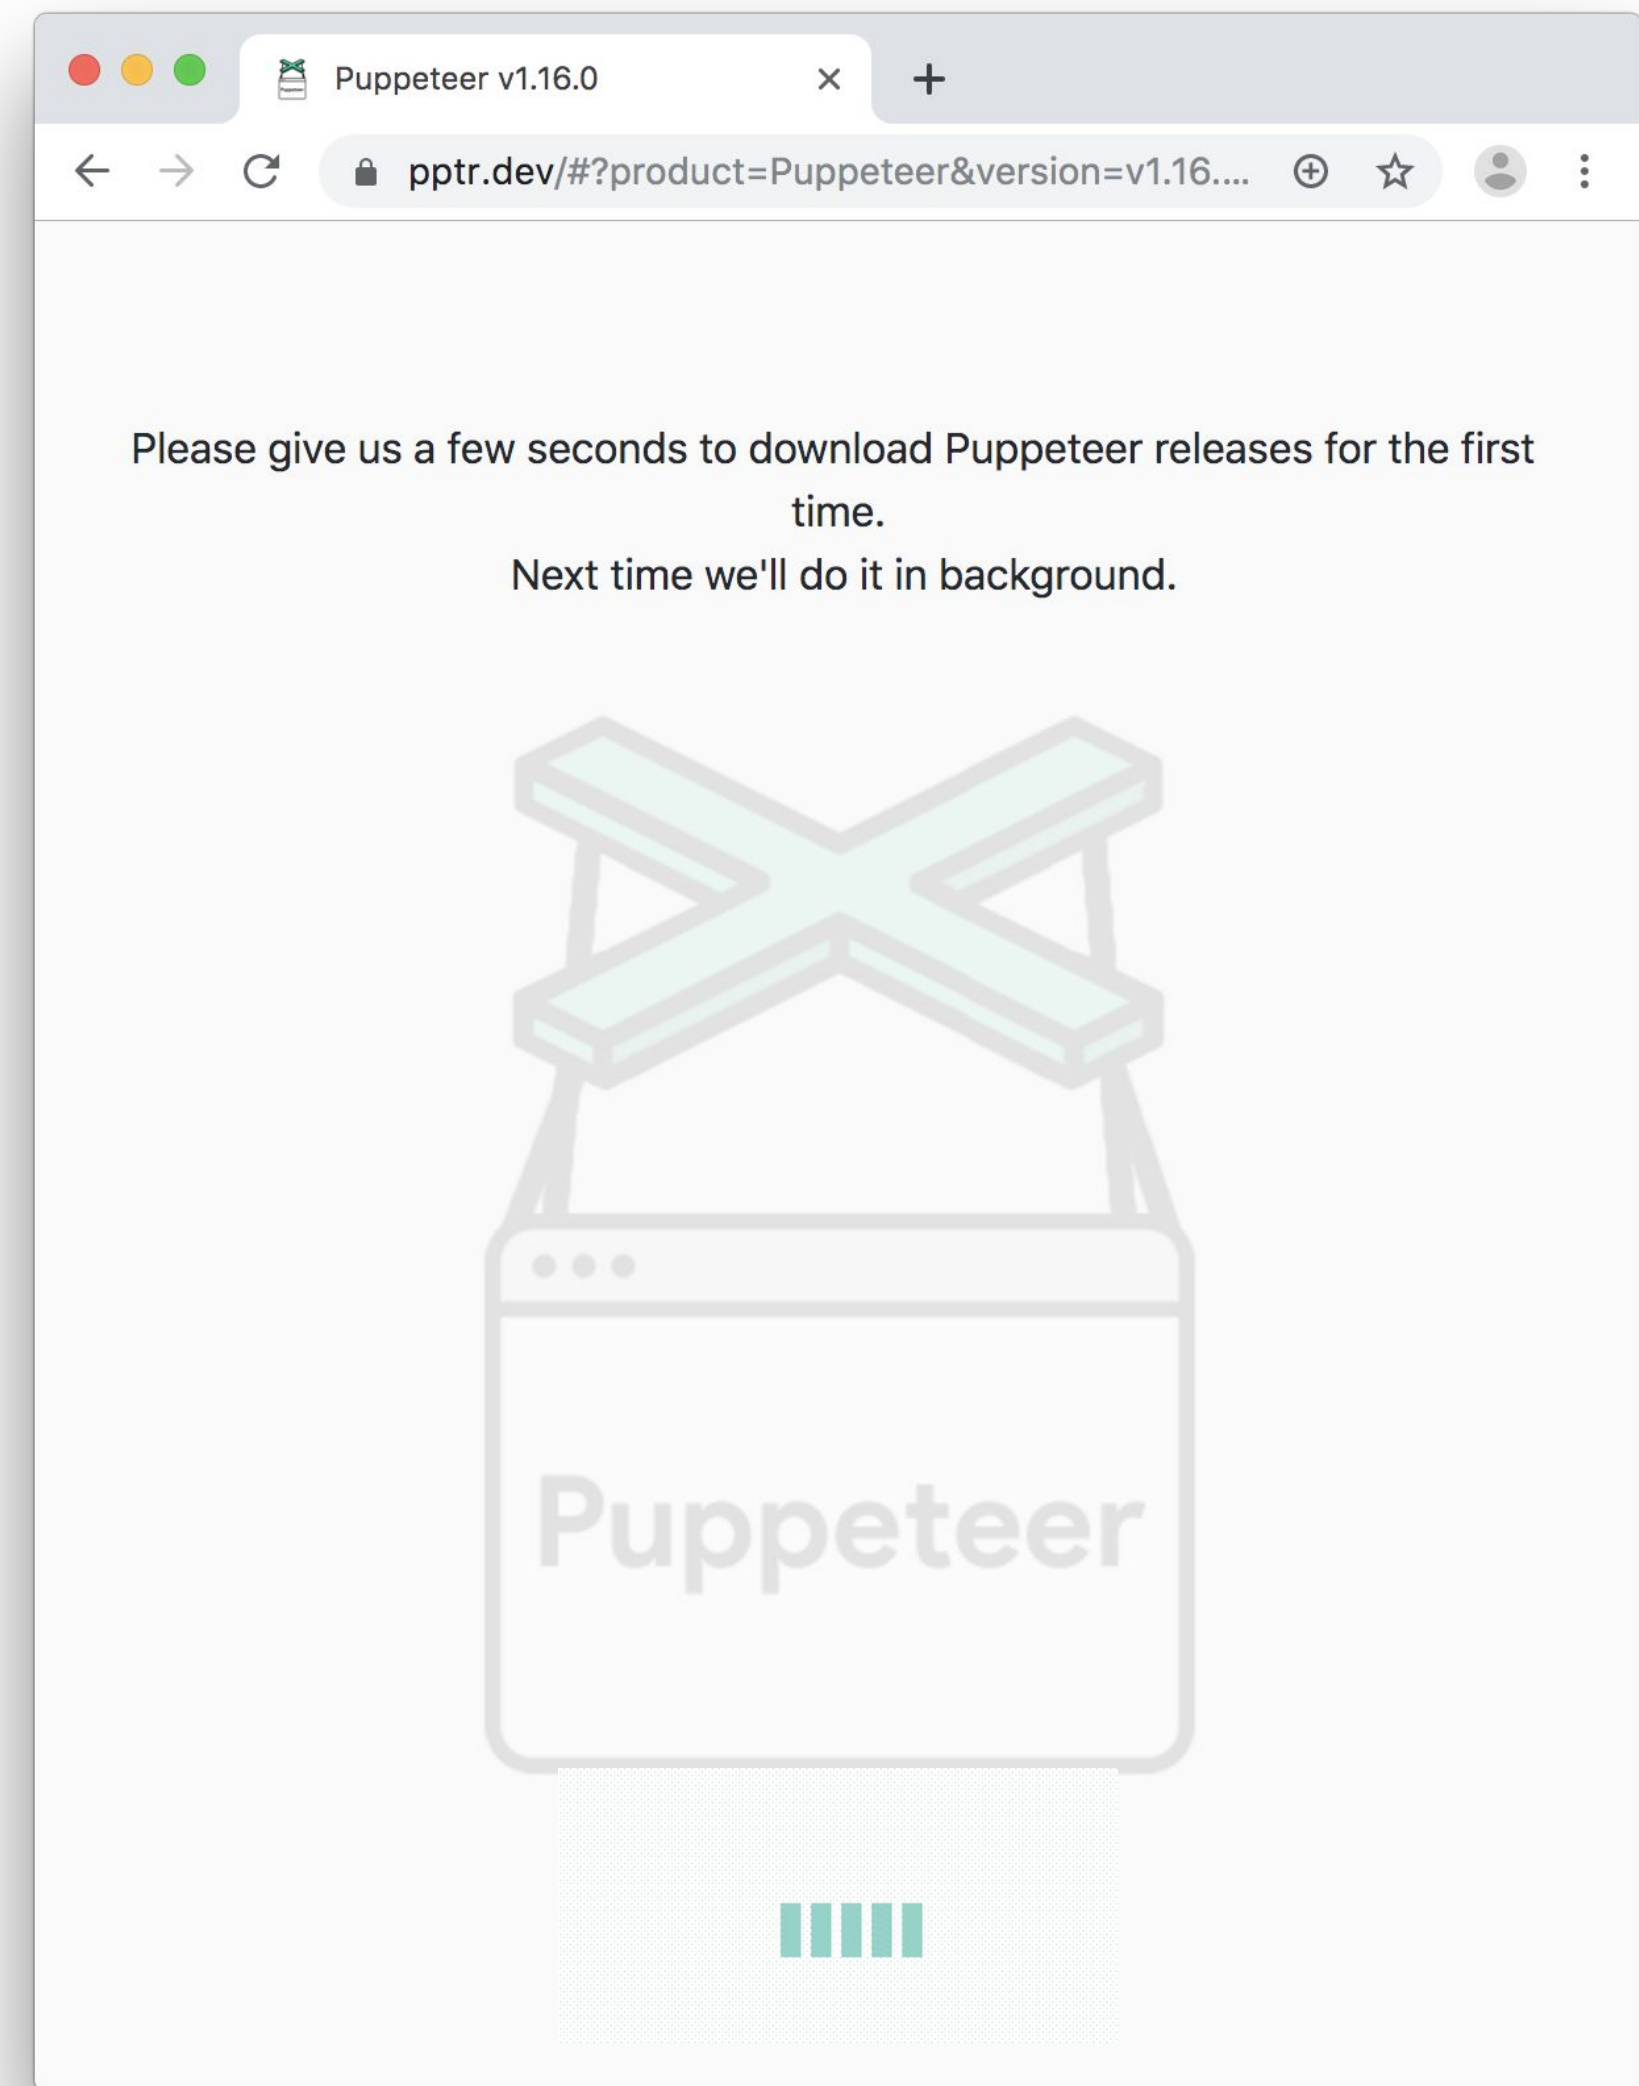 Puppeteer v1.16.0
pptr.dev/#?product=Puppeteer&version=v1.16....
Please give us a few seconds to download Puppeteer releases for the first
time.
Next time we'll do it in background.
Puppeteer